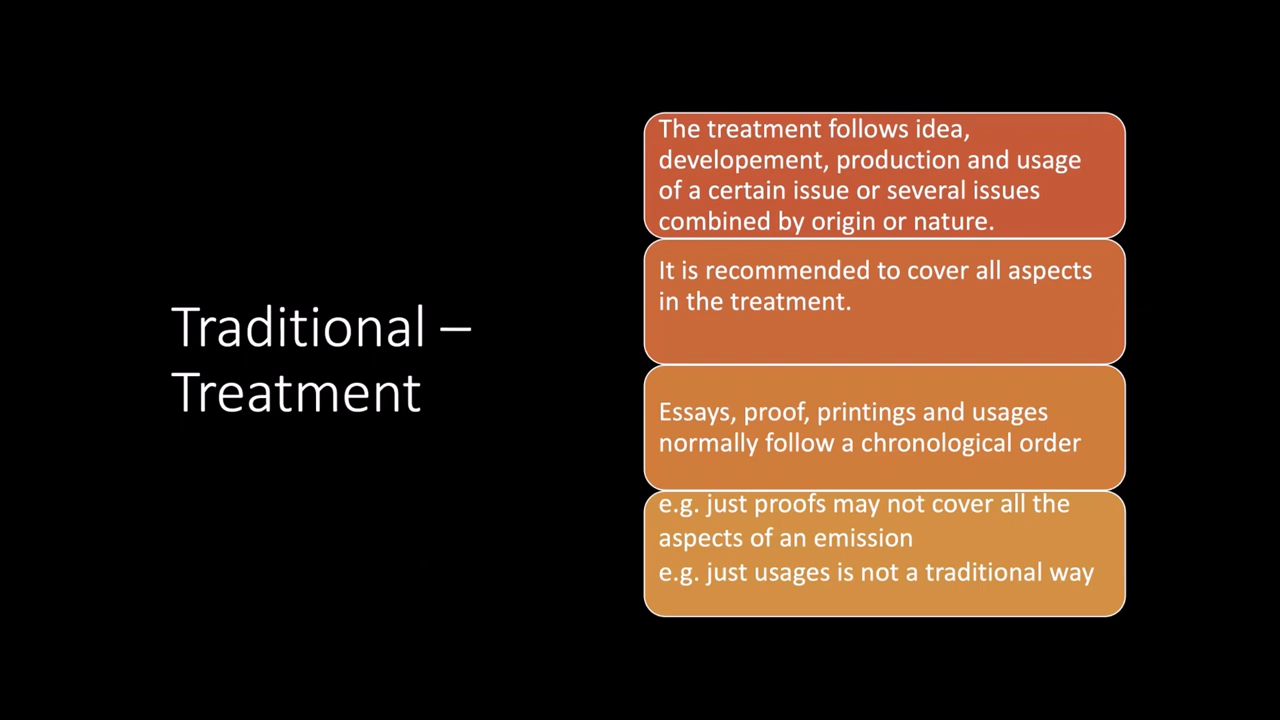 Traditional –
Treatment
The treatment follows idea,
developement, production and usage
of a certain issue or several issues
combined by origin or nature.
It is recommended to cover all aspects
in the treatment.
Essays, proof, printings and usages
normally follow a chronological order
e.g. just proofs may not cover all the
aspects of an emission
e.g. just usages is not a traditional way